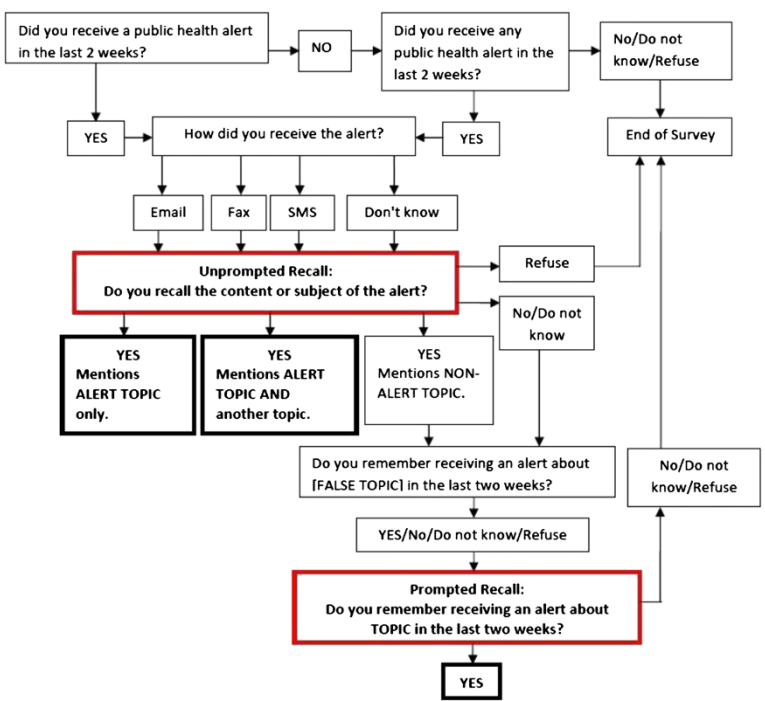 Did you receive a public health alert
in the last 2 weeks?
NO
Did you receive any
public health alert in the
last 2 weeks?
No/Do not
know/Refuse
YES
How did you receive the alert?
YES
End of Survey
Email
Fax
SMS
Don't know
Unprompted Recall:
Do you recall the content or subject of the alert?
Refuse
No/Do not
know
YES
Mentions
ALERT TOPIC
only.
YES
Mentions ALERT
TOPIC AND
another topic.
YES
Mentions NON-
ALERT TOPIC.
Do you remember receiving an alert about
[FALSE TOPIC] in the last two weeks?
No/Do not
know/Refuse
YES/No/Do not know/Refuse
Prompted Recall:
Do you remember receiving an alert about
TOPIC in the last two weeks?
YES